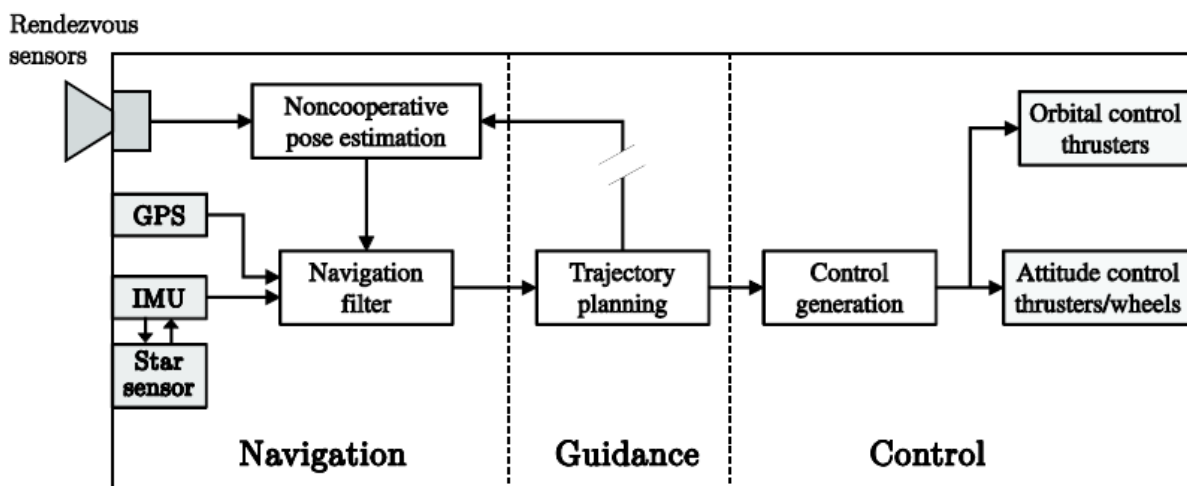 Rendezvous
sensors
Noncooperative
pose estimation
Orbital control
thrusters
GPS
Navigation
filter
Trajectory
planning
Control
generation
Attitude control
thrusters/wheels
IMU
Star
sensor
Navigation
Guidance
Control